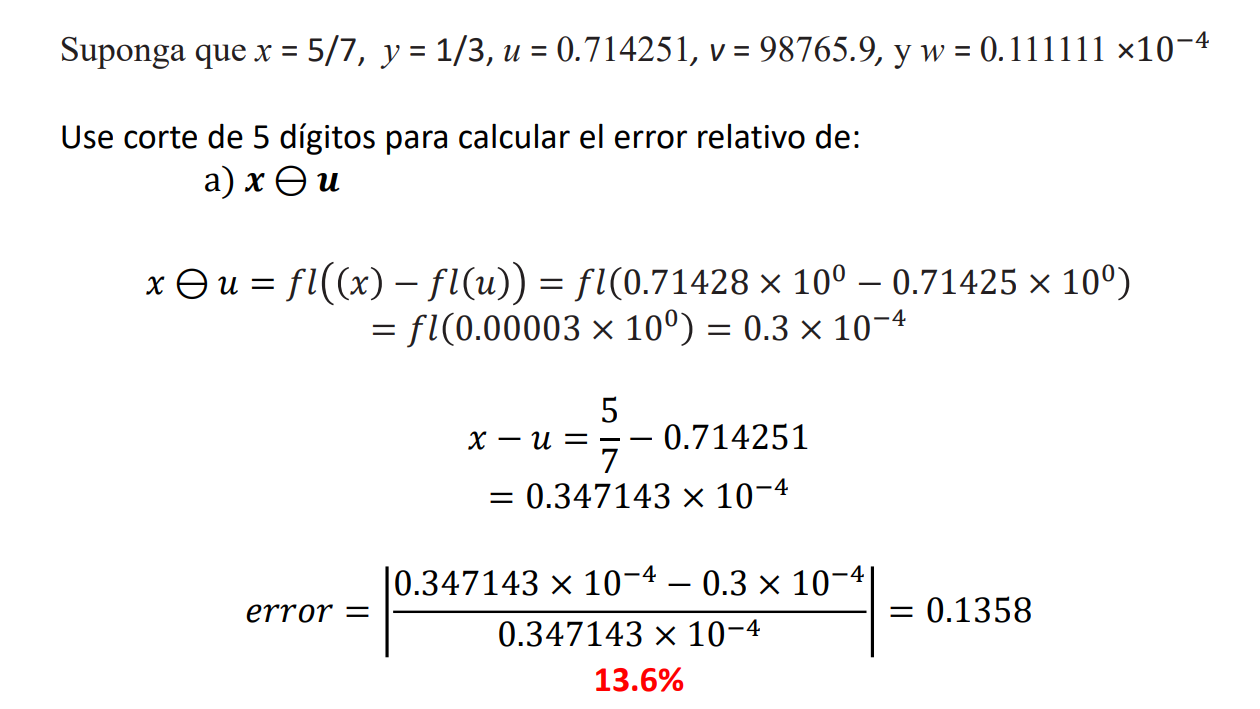 Suponga que x = 5/7, y = 1/3, u = 0.714251, v = 98765.9, y w = 0.111111 ×10⁻⁴
Use corte de 5 dígitos para calcular el error relativo de:
a) x ⊖ u
x ⊖ u = fl((x) − fl(u)) = fl(0.71428 × 10⁰ − 0.71425 × 10⁰)
= fl(0.00003 × 10⁰) = 0.3 × 10⁻⁴
x − u = 5/7 − 0.714251
= 0.347143 × 10⁻⁴
error = |(0.347143 × 10⁻⁴ − 0.3 × 10⁻⁴)/(0.347143 × 10⁻⁴)| = 0.1358
13.6%